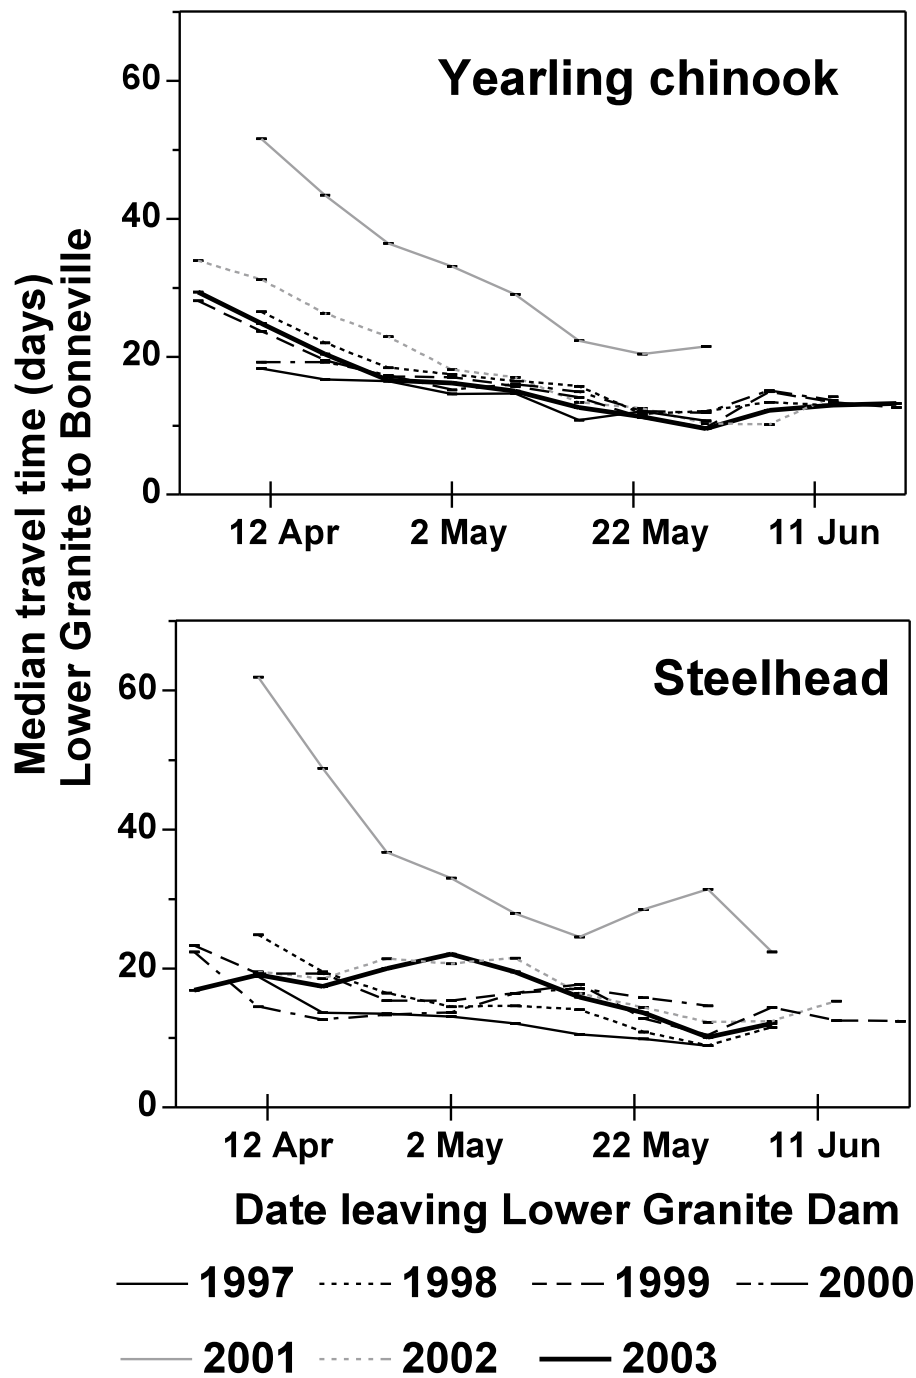 Median travel time (days)
Lower Granite to Bonneville
Yearling chinook
60
40
20
0
12 Apr 2 May 22 May 11 Jun
Steelhead
60
40
20
0
12 Apr 2 May 22 May 11 Jun
Date leaving Lower Granite Dam
1997 1998 1999 2000
2001 2002 2003